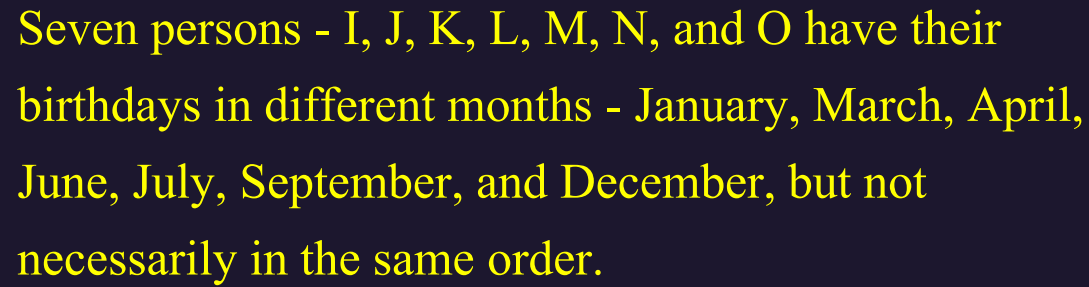 Seven persons - I, J, K, L, M, N, and O have their
birthdays in different months - January, March, April,
June, July, September, and December, but not
necessarily in the same order.